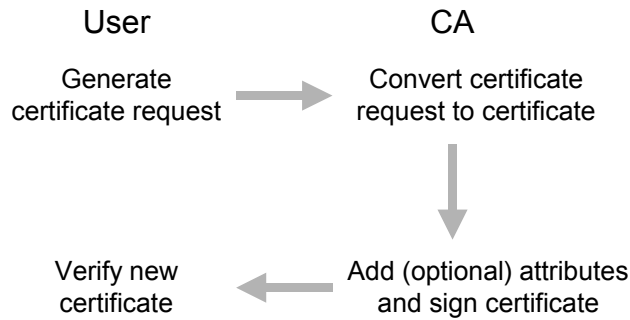 User
CA
Generate
certificate request
Convert certificate
request to certificate
Verify new
certificate
Add (optional) attributes
and sign certificate